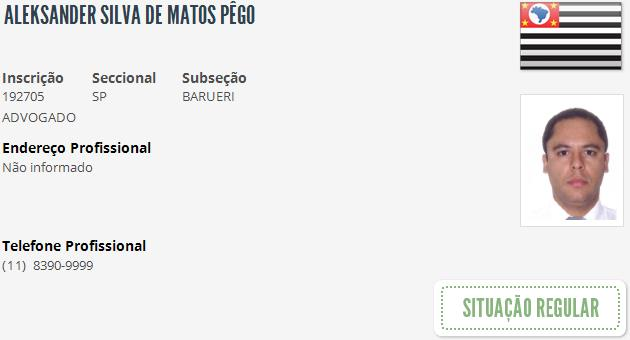 ALEKSANDER SILVA DE MATOS PÊGO
Inscrição Seccional Subseção
192705 SP BARUERI
ADVOGADO
Endereço Profissional
Não informado
Telefone Profissional
(11) 8390-9999
SITUAÇÃO REGULAR